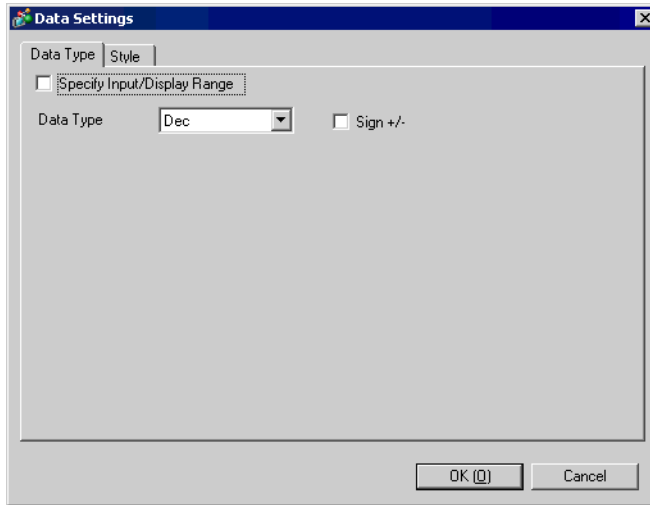 Data Settings
Data Type Style
Specify Input/Display Range
Data Type Dec Sign +/-
OK (O) Cancel